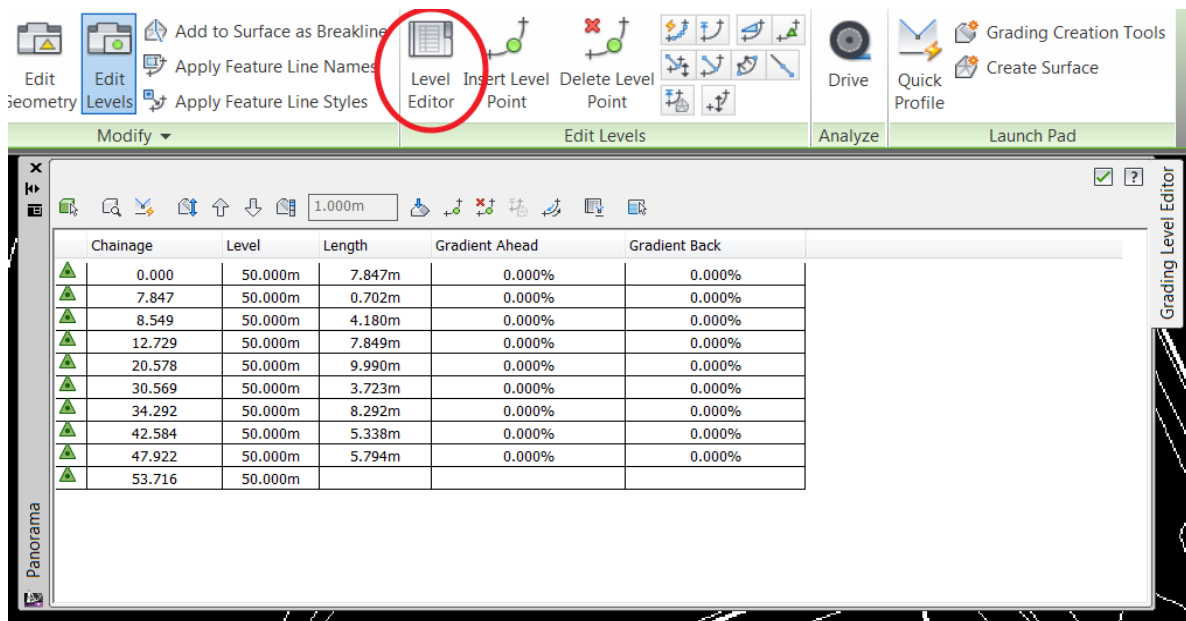 Edit Geometry
Edit Levels
Add to Surface as Breakline
Apply Feature Line Names
Apply Feature Line Styles
Modify
Level Editor
Insert Level Point
Delete Level Point
Edit Levels
Drive
Analyze
Quick Profile
Grading Creation Tools
Create Surface
Launch Pad
1.000m
?
Chainage Level Length Gradient Ahead Gradient Back
0.000 50.000m 7.847m 0.000% 0.000%
7.847 50.000m 0.702m 0.000% 0.000%
8.549 50.000m 4.180m 0.000% 0.000%
12.729 50.000m 7.849m 0.000% 0.000%
20.578 50.000m 9.990m 0.000% 0.000%
30.569 50.000m 3.723m 0.000% 0.000%
34.292 50.000m 8.292m 0.000% 0.000%
42.584 50.000m 5.338m 0.000% 0.000%
47.922 50.000m 5.794m 0.000% 0.000%
53.716 50.000m
Grading Level Editor
Panorama